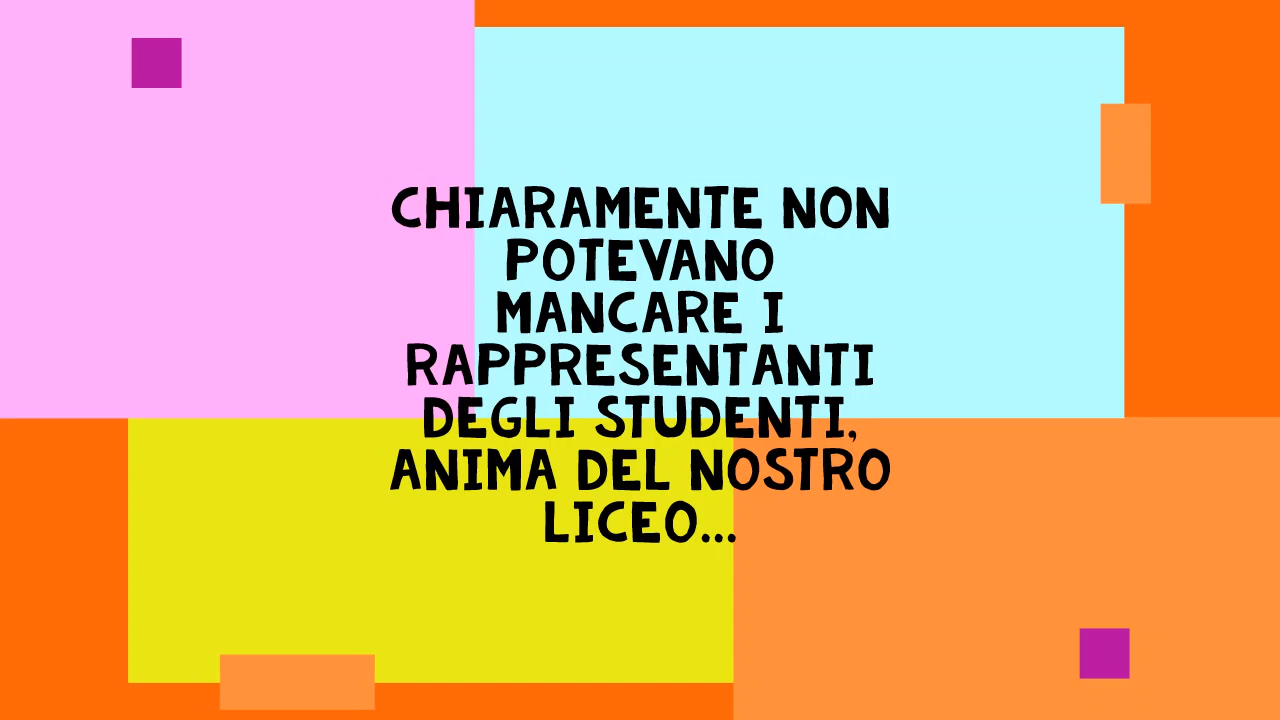 CHIARAMENTE NON
POTEVANO
MANCARE I
RAPPRESENTANTI
DEGLI STUDENTI,
ANIMA DEL NOSTRO
LICEO...